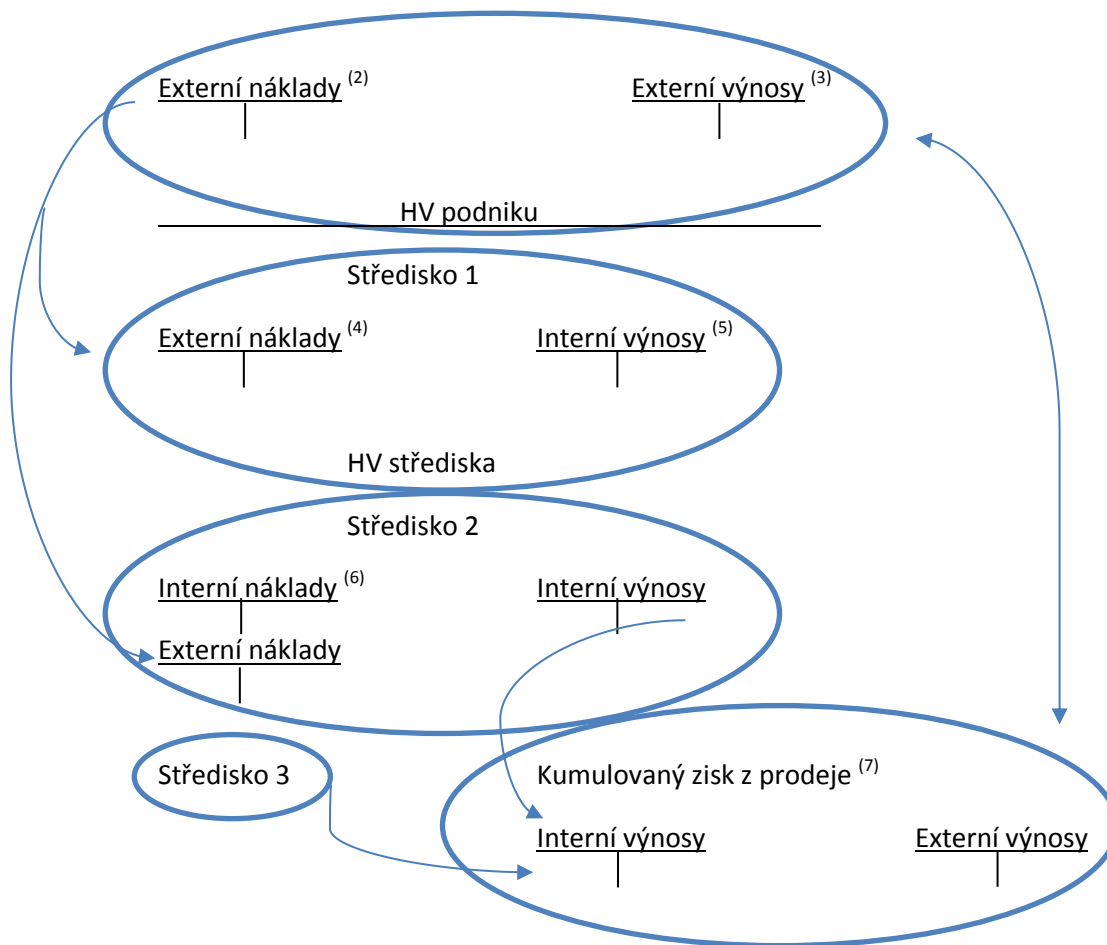 Externí náklady (2) Externí výnosy (3)
HV podniku
Středisko 1
Externí náklady (4) Interní výnosy (5)
HV střediska
Středisko 2
Interní náklady (6) Interní výnosy
Externí náklady
Středisko 3 Kumulovaný zisk z prodeje (7)
Interní výnosy Externí výnosy